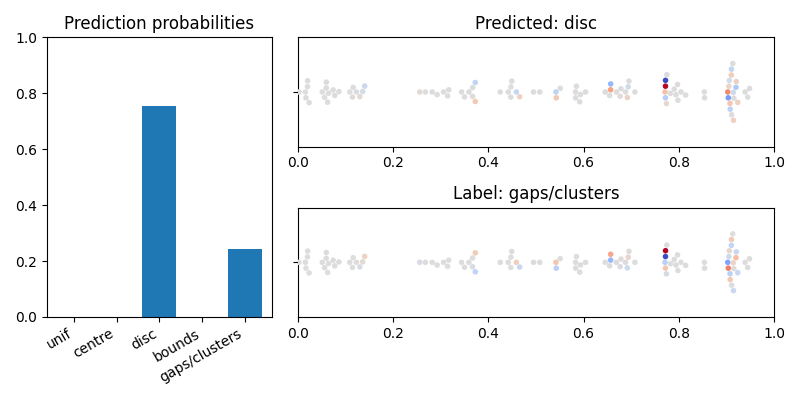 Prediction probabilities
1.0
0.8
0.6
0.4
0.2
0.0
unif
centre
disc
bounds
gaps/clusters
Predicted: disc
0.0 0.2 0.4 0.6 0.8 1.0
Label: gaps/clusters
0.0 0.2 0.4 0.6 0.8 1.0